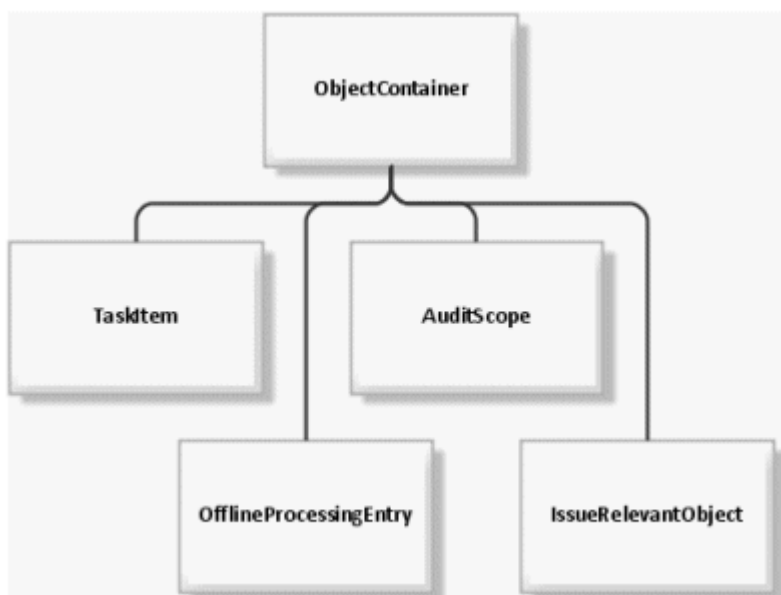 ObjectContainer
TaskItem
AuditScope
OfflineProcessingEntry
IssueRelevantObject